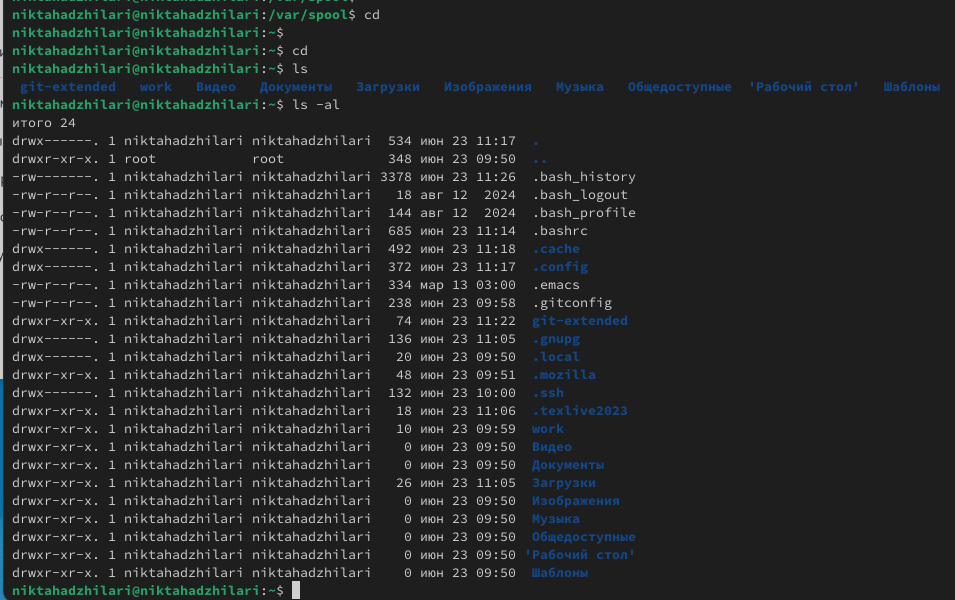 niktahadzhilari@niktahadzhilari:/var/spool$ cd
niktahadzhilari@niktahadzhilari:~$
niktahadzhilari@niktahadzhilari:~$ cd
niktahadzhilari@niktahadzhilari:~$ ls
git-extended work Видео Документы Загрузки Изображения Музыка Общедоступные 'Рабочий стол' Шаблоны
niktahadzhilari@niktahadzhilari:~$ ls -al
итого 24
drwx------. 1 niktahadzhilari niktahadzhilari 534 июн 23 11:17 .
drwxr-xr-x. 1 root root 348 июн 23 09:50 ..
-rw-------. 1 niktahadzhilari niktahadzhilari 3378 июн 23 11:26 .bash_history
-rw-r--r--. 1 niktahadzhilari niktahadzhilari 18 авг 12 2024 .bash_logout
-rw-r--r--. 1 niktahadzhilari niktahadzhilari 144 авг 12 2024 .bash_profile
-rw-r--r--. 1 niktahadzhilari niktahadzhilari 685 июн 23 11:14 .bashrc
drwx------. 1 niktahadzhilari niktahadzhilari 492 июн 23 11:18 .cache
drwx------. 1 niktahadzhilari niktahadzhilari 372 июн 23 11:17 .config
-rw-r--r--. 1 niktahadzhilari niktahadzhilari 334 мар 13 03:00 .emacs
-rw-r--r--. 1 niktahadzhilari niktahadzhilari 238 июн 23 09:58 .gitconfig
drwxr-xr-x. 1 niktahadzhilari niktahadzhilari 74 июн 23 11:22 git-extended
drwx------. 1 niktahadzhilari niktahadzhilari 136 июн 23 11:05 .gnupg
drwx------. 1 niktahadzhilari niktahadzhilari 20 июн 23 09:50 .local
drwxr-xr-x. 1 niktahadzhilari niktahadzhilari 48 июн 23 09:51 .mozilla
drwx------. 1 niktahadzhilari niktahadzhilari 132 июн 23 10:00 .ssh
drwxr-xr-x. 1 niktahadzhilari niktahadzhilari 18 июн 23 11:06 .texlive2023
drwxr-xr-x. 1 niktahadzhilari niktahadzhilari 10 июн 23 09:59 work
drwxr-xr-x. 1 niktahadzhilari niktahadzhilari 0 июн 23 09:50 Видео
drwxr-xr-x. 1 niktahadzhilari niktahadzhilari 0 июн 23 09:50 Документы
drwxr-xr-x. 1 niktahadzhilari niktahadzhilari 26 июн 23 11:05 Загрузки
drwxr-xr-x. 1 niktahadzhilari niktahadzhilari 0 июн 23 09:50 Изображения
drwxr-xr-x. 1 niktahadzhilari niktahadzhilari 0 июн 23 09:50 Музыка
drwxr-xr-x. 1 niktahadzhilari niktahadzhilari 0 июн 23 09:50 Общедоступные
drwxr-xr-x. 1 niktahadzhilari niktahadzhilari 0 июн 23 09:50 'Рабочий стол'
drwxr-xr-x. 1 niktahadzhilari niktahadzhilari 0 июн 23 09:50 Шаблоны
niktahadzhilari@niktahadzhilari:~$